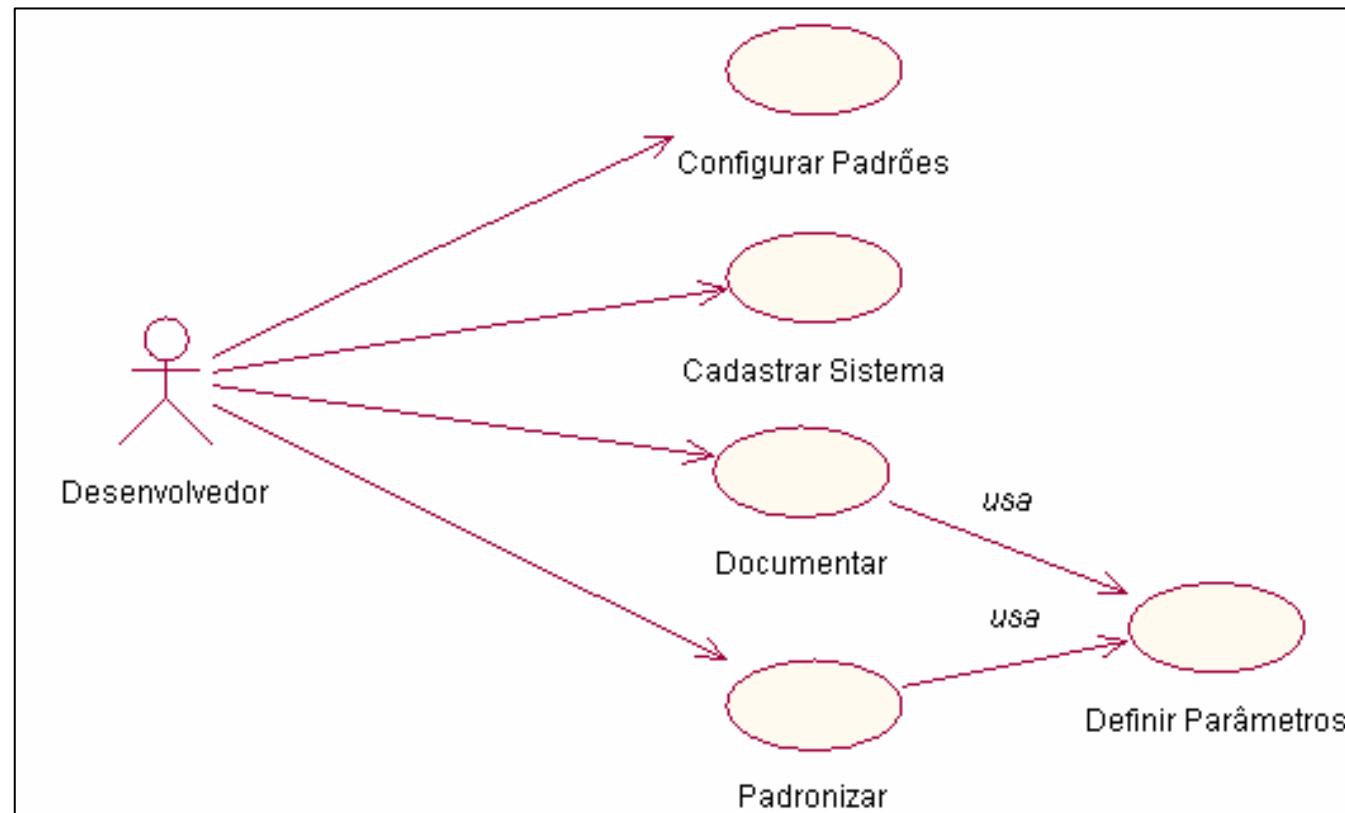 Configurar Padrões
Cadastrar Sistema
Desenvolvedor
usa
Documentar
usa
Definir Parâmetros
Padronizar